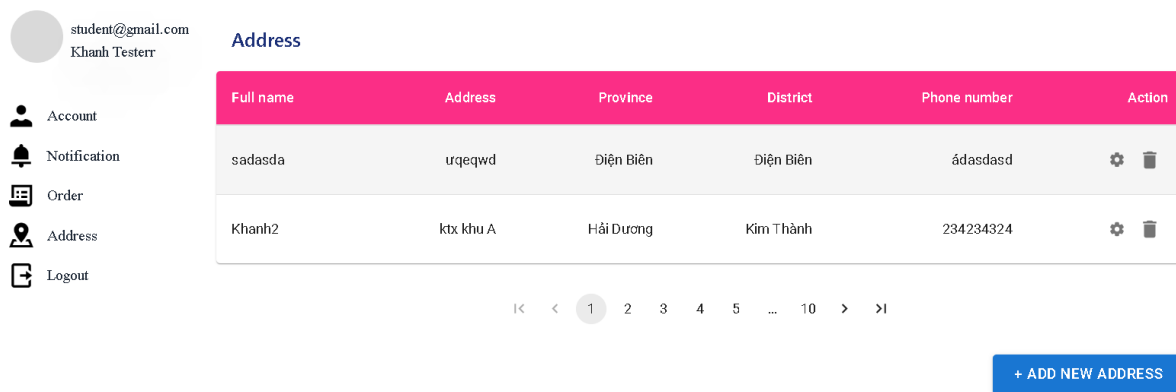 student@gmail.com
Khanh Testerr
Account
Notification
Order
Address
Logout
Address
Full name Address Province District Phone number Action
sadasda ưqeqwd Điện Biên Điện Biên ádasdasd
Khanh2 ktx khu A Hải Dương Kim Thành 234234324
1 2 3 4 5 … 10
+ ADD NEW ADDRESS